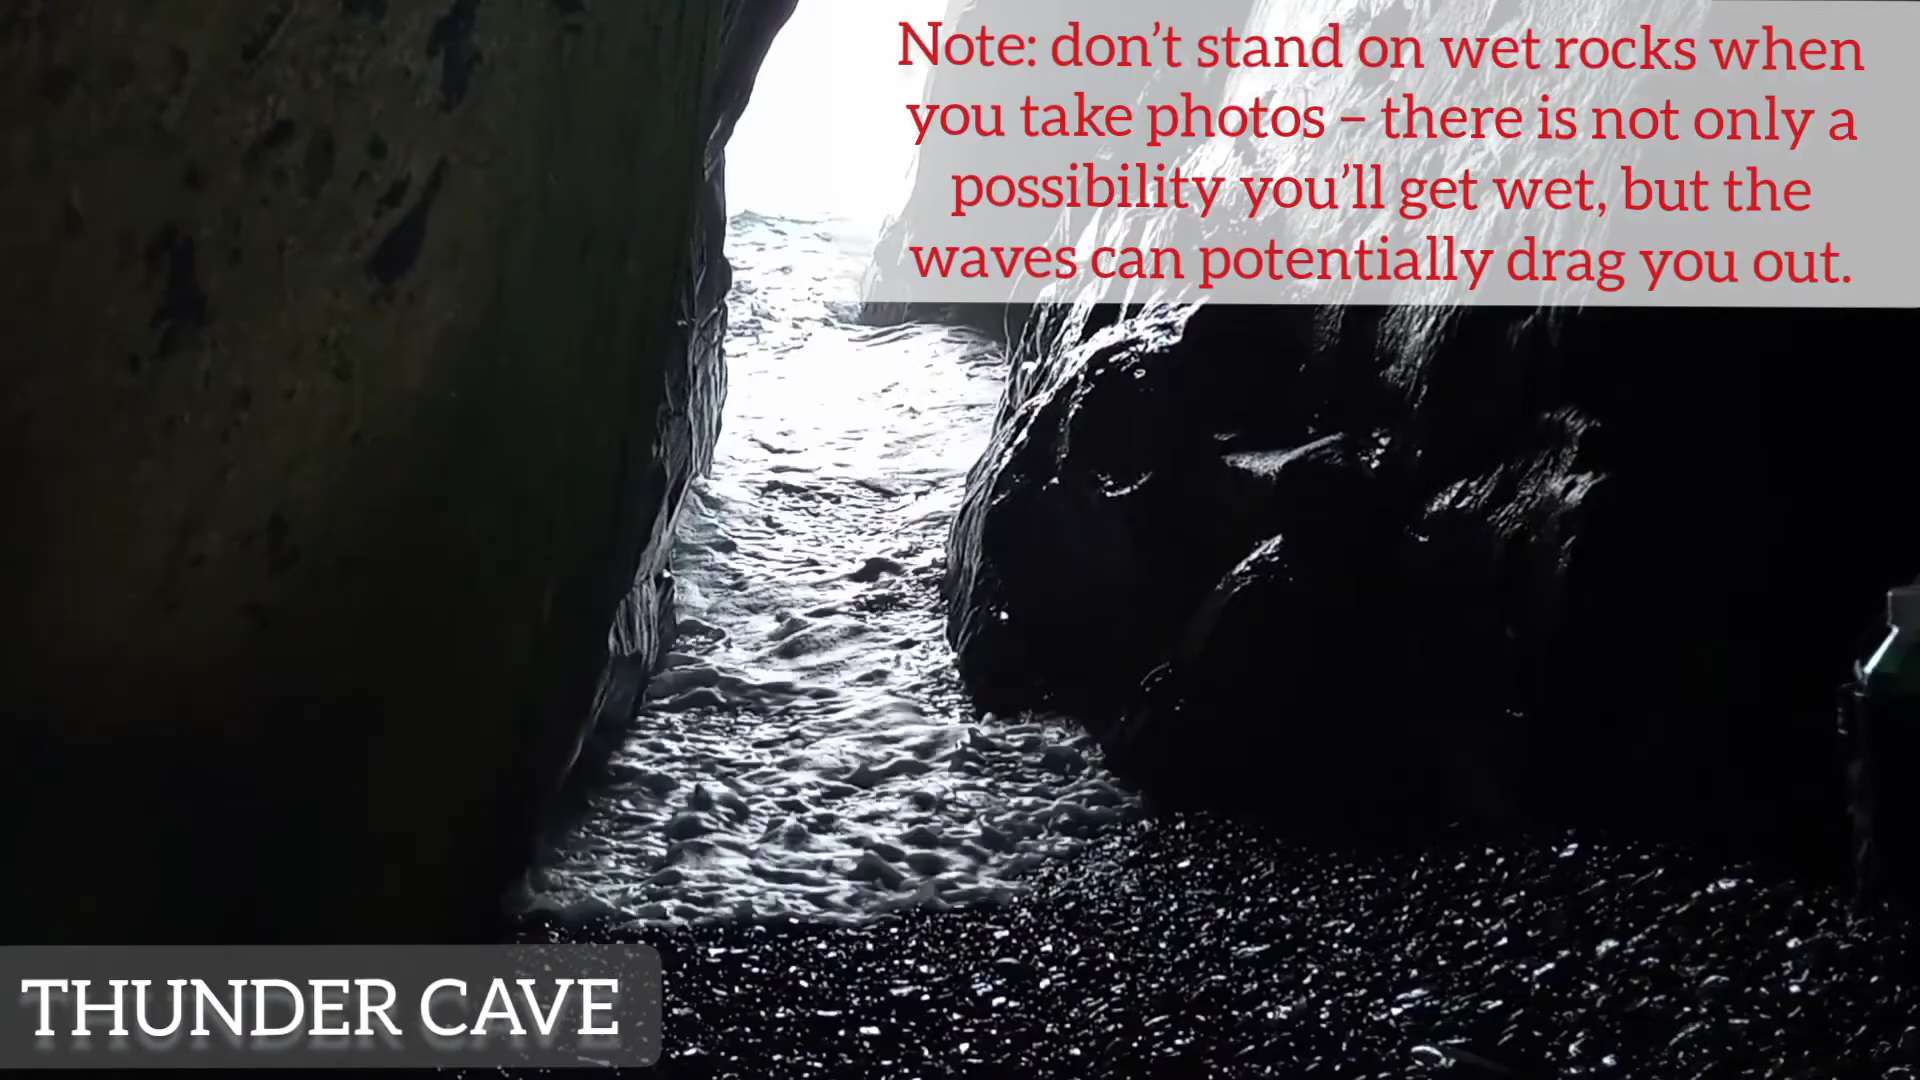 Note: don’t stand on wet rocks when
you take photos – there is not only a
possibility you’ll get wet, but the
waves can potentially drag you out.
THUNDER CAVE